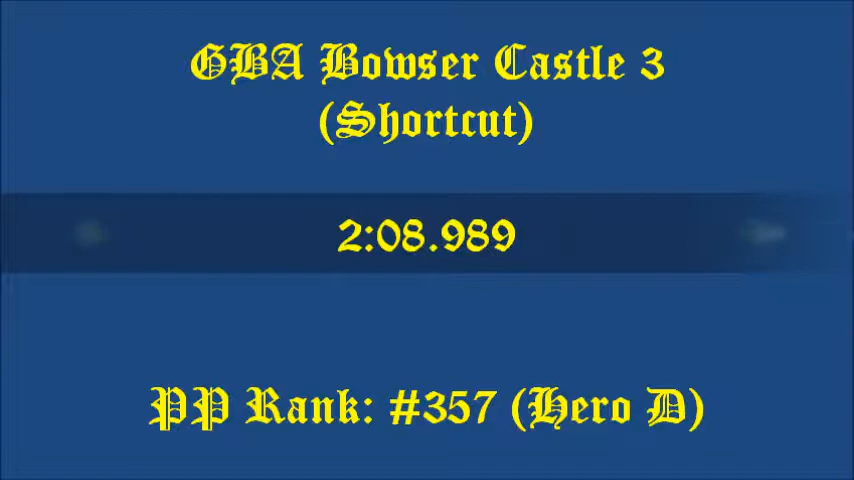 GBA Bowser Castle 3
(Shortcut)
2:08.989
PP Rank: #357 (Hero D)